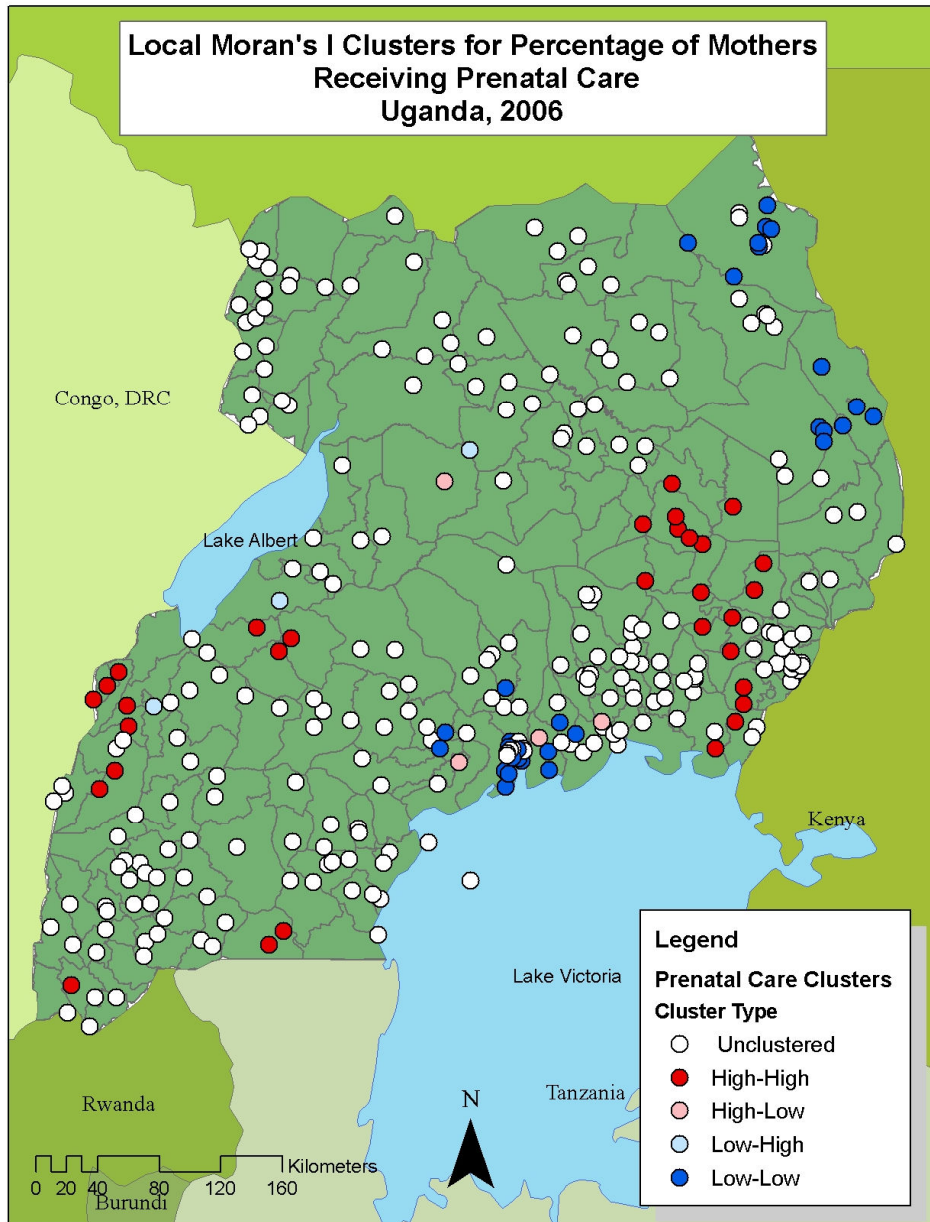 Local Moran's I Clusters for Percentage of Mothers
Receiving Prenatal Care
Uganda, 2006
Congo, DRC
Lake Albert
Kenya
Lake Victoria
Tanzania
Rwanda
Burundi
N
Kilometers
0 20 40 80 120 160
Legend
Prenatal Care Clusters
Cluster Type
Unclustered
High-High
High-Low
Low-High
Low-Low